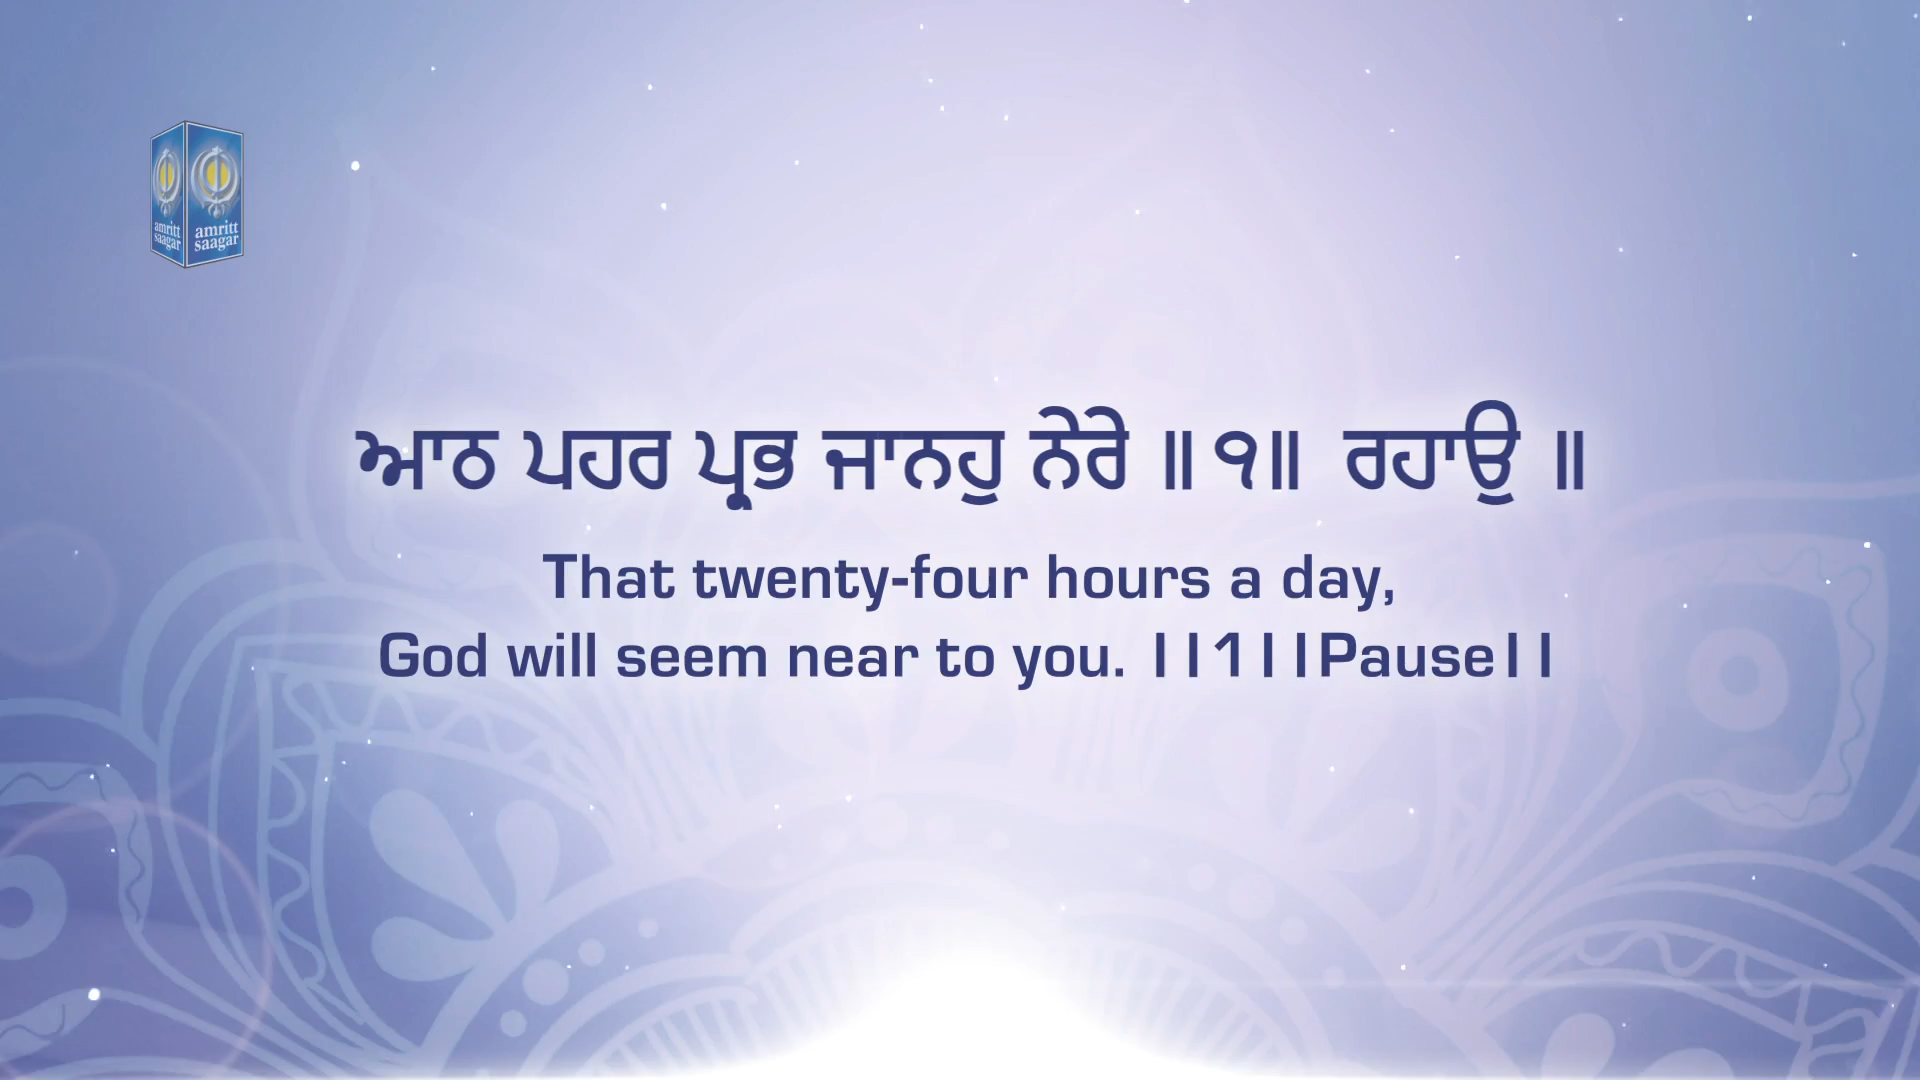 amritt
saagar
amritt
saagar
ਆਠ ਪਹਰ ਪ੍ਰਭ ਜਾਨਹੁ ਨੇਰੇ ॥੧॥ ਰਹਾਉ ॥
That twenty-four hours a day,
God will seem near to you. ||1||Pause||